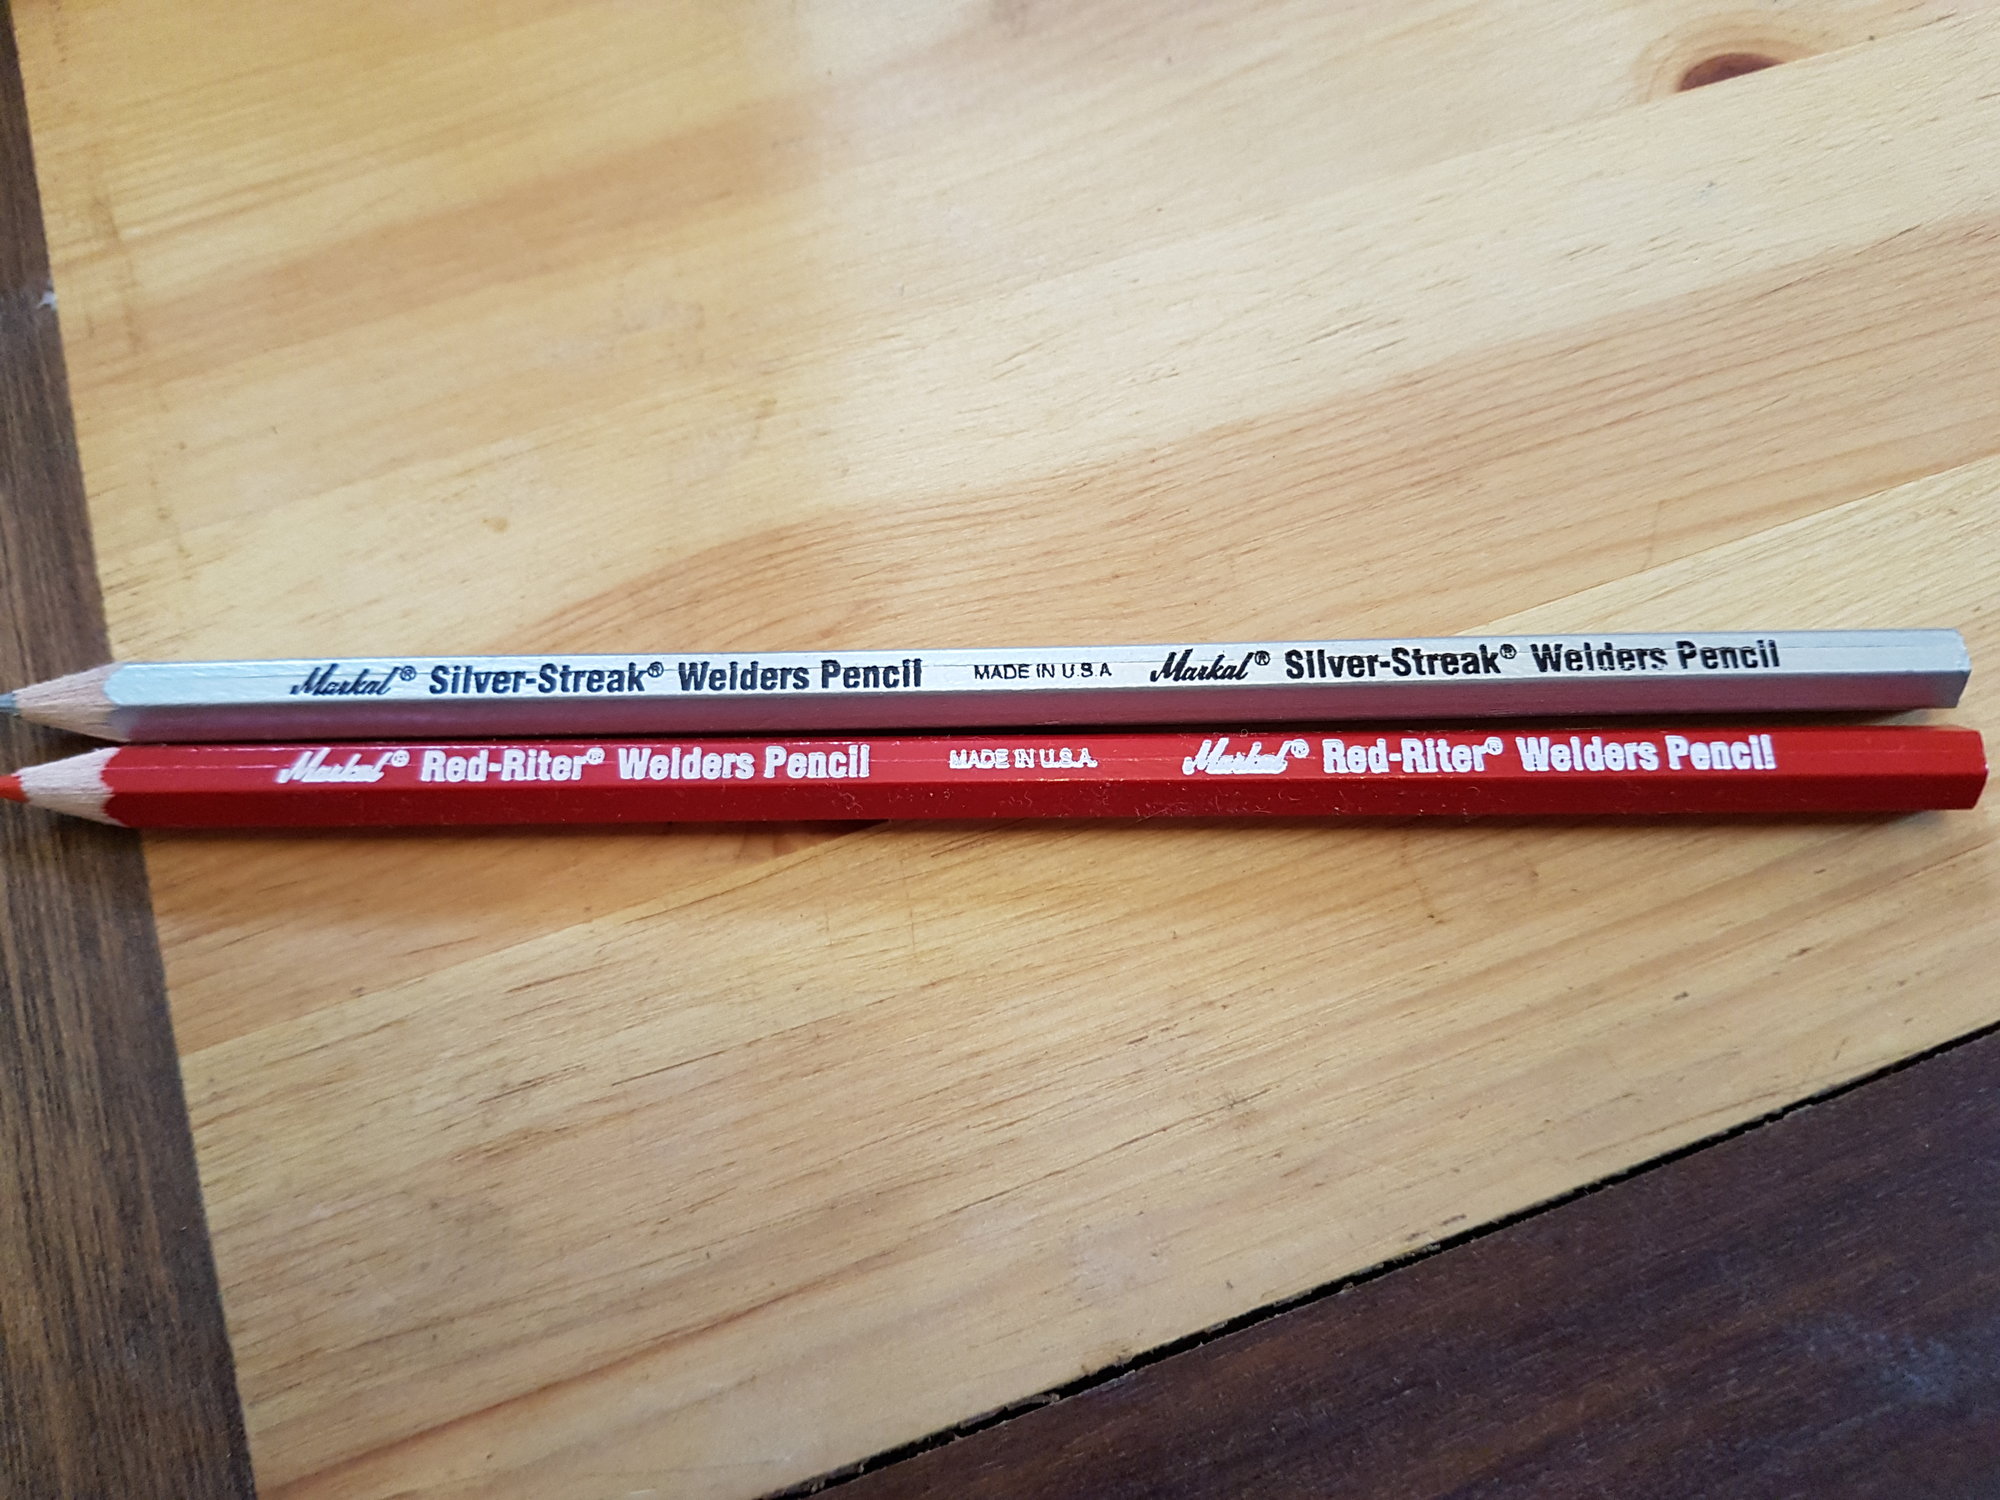 Markal® Silver-Streak® Welders Pencil MADE IN U.S.A Markal® Silver-Streak® Welders Pencil
Markal® Red-Riter® Welders Pencil MADE IN U.S.A. Markal® Red-Riter® Welders Pencil